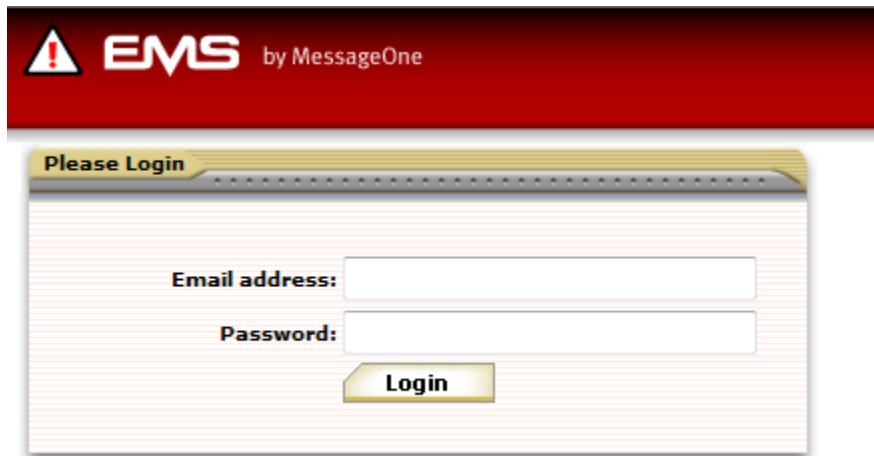 EMS by MessageOne
Please Login
Email address:
Password:
Login